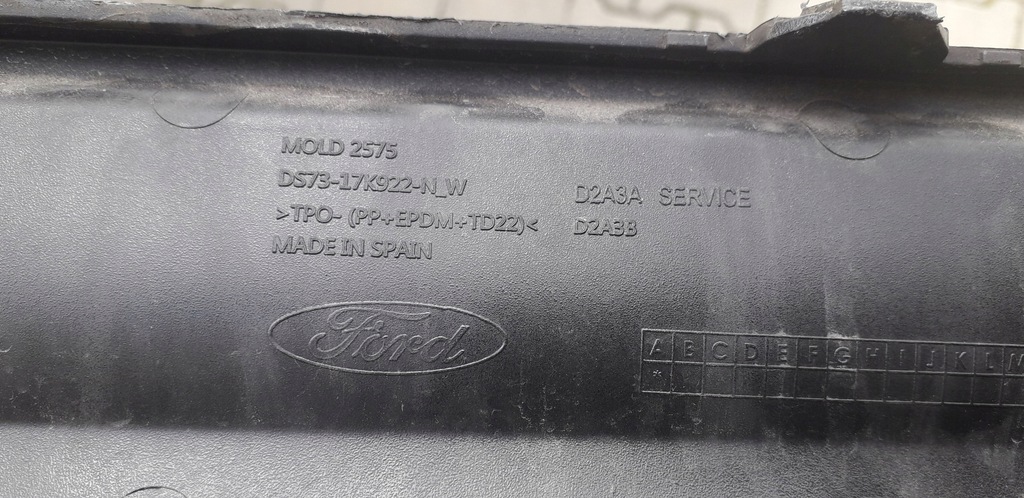 MOLD 2575
DS73-17K922-N_W
>TPO- (PP+EPDM+TD22)<
MADE IN SPAIN
D2A3A SERVICE
D2A3B
Ford
A B C D E F G H I J K L M
*